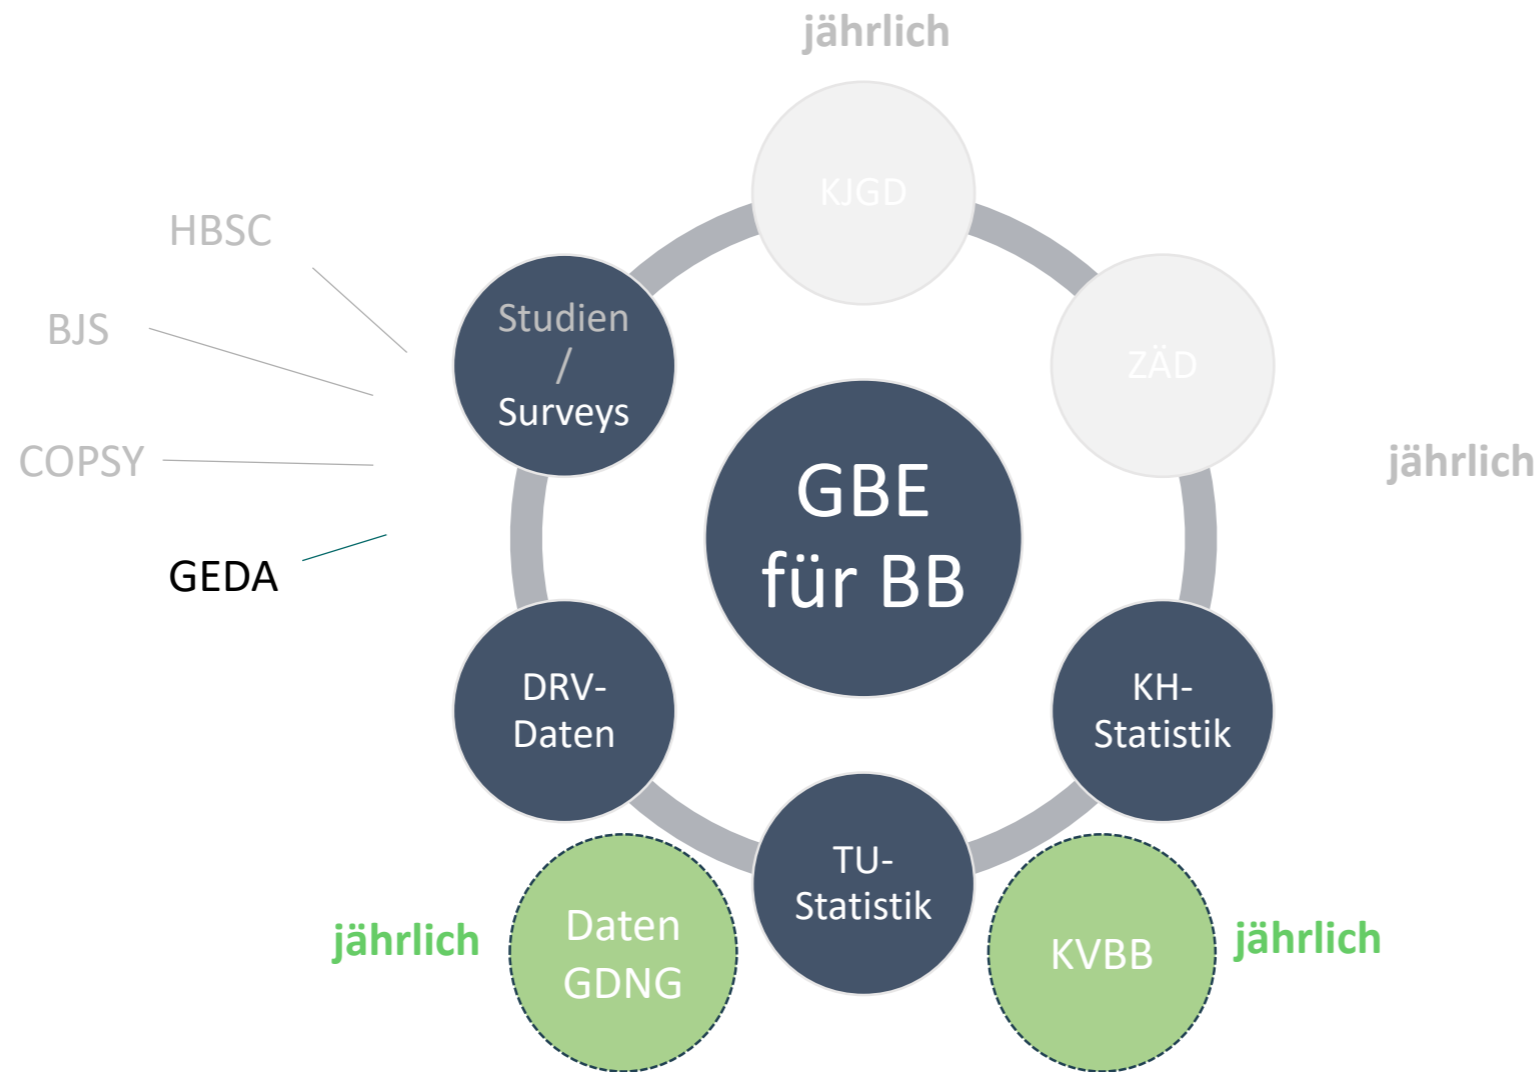 jährlich
KJGD
HBSC
BJS
COPSY
GEDA
Studien
/
Surveys
ZÄD
jährlich
GBE
für BB
DRV-
Daten
KH-
Statistik
TU-
Statistik
jährlich
Daten
GDNG
KVBB
jährlich